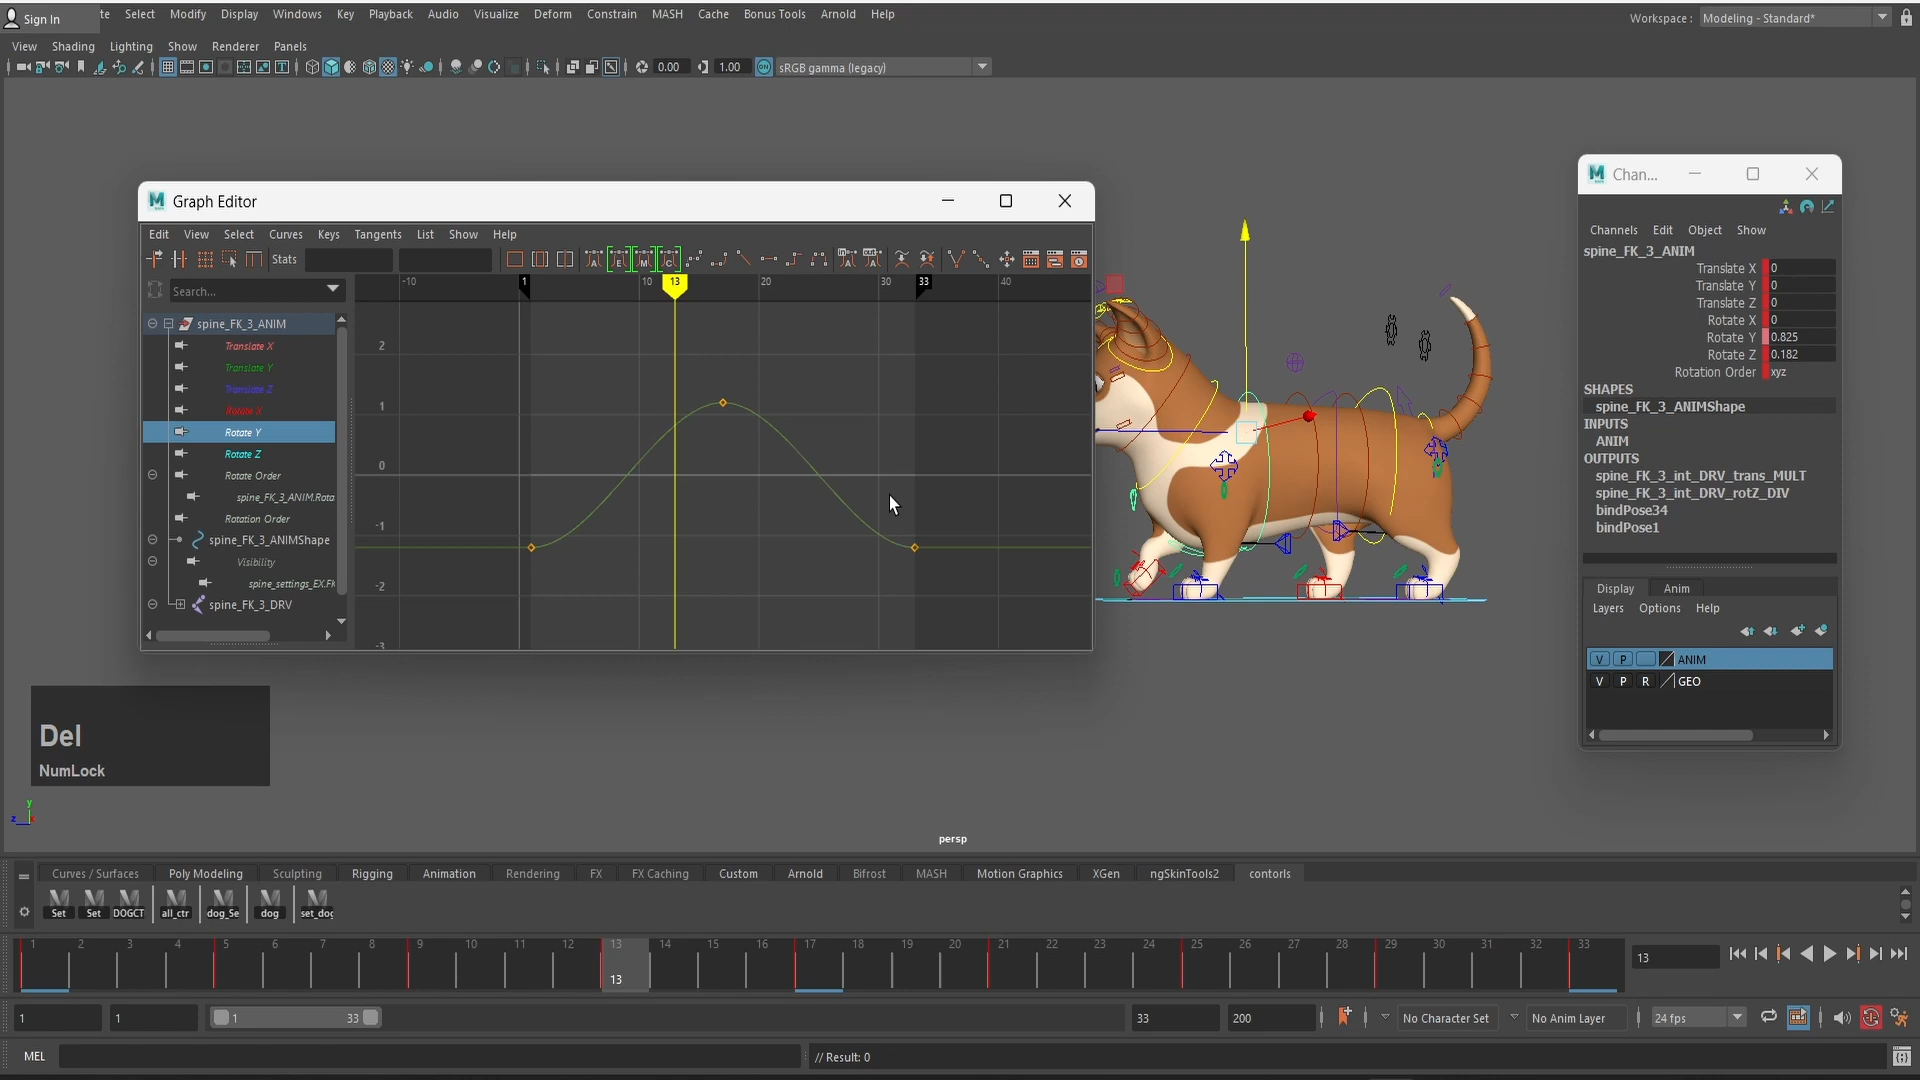 Sign In
te Select Modify Display Windows Key Playback Audio Visualize Deform Constrain MASH Cache Bonus Tools Arnold Help
Workspace : Modeling - Standard*
View Shading Lighting Show Renderer Panels
0.00 1.00 ON sRGB gamma (legacy)
Graph Editor
Edit View Select Curves Keys Tangents List Show Help
Stats
Search...
-10 1 10 13 20 30 33 40
spine_FK_3_ANIM
Translate X
Translate Y
Translate Z
Rotate X
Rotate Y
Rotate Z
Rotate Order
spine_FK_3_ANIM.Rota
Rotation Order
spine_FK_3_ANIMShape
Visibility
spine_settings_EX.FK
spine_FK_3_DRV
2
1
0
-1
-2
-3
Chan...
Channels Edit Object Show
spine_FK_3_ANIM
Translate X 0
Translate Y 0
Translate Z 0
Rotate X 0
Rotate Y 0.825
Rotate Z 0.182
Rotation Order xyz
SHAPES
spine_FK_3_ANIMShape
INPUTS
ANIM
OUTPUTS
spine_FK_3_int_DRV_trans_MULT
spine_FK_3_int_DRV_rotZ_DIV
bindPose34
bindPose1
Display Anim
Layers Options Help
V P ANIM
V P R GEO
Del
NumLock
y
z x
persp
Curves / Surfaces Poly Modeling Sculpting Rigging Animation Rendering FX FX Caching Custom Arnold Bifrost MASH Motion Graphics XGen ngSkinTools2 contorls
Set Set DOGCT all_ctr dog_Se dog set_dog
1 2 3 4 5 6 7 8 9 10 11 12 13 14 15 16 17 18 19 20 21 22 23 24 25 26 27 28 29 30 31 32 33
13
13
1 1 1 33 33 200 No Character Set No Anim Layer 24 fps
MEL // Result: 0